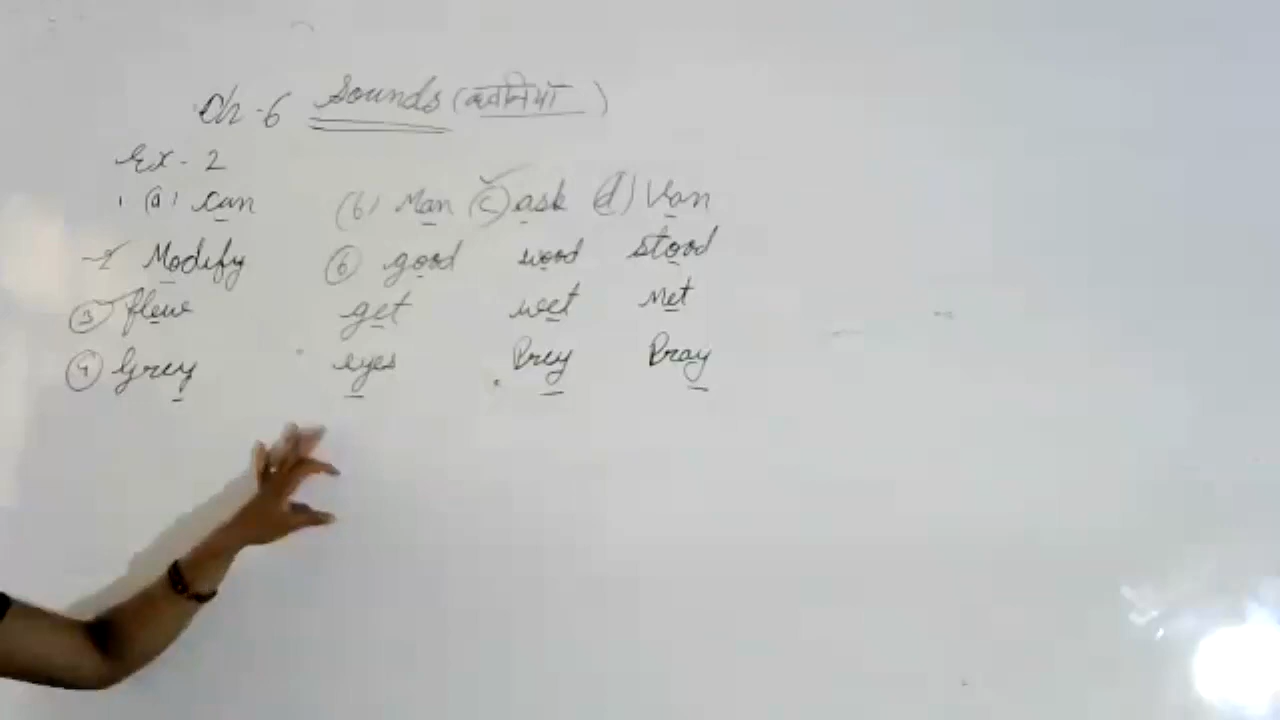 Ch-6 Sounds (ध्वनियाँ)
Ex-2
1 (a) Can (b) Man (c) ask (d) Van
2 Modify (b) good wood stood
3 flew get wet Met
4 Grey eyes Prey Pray